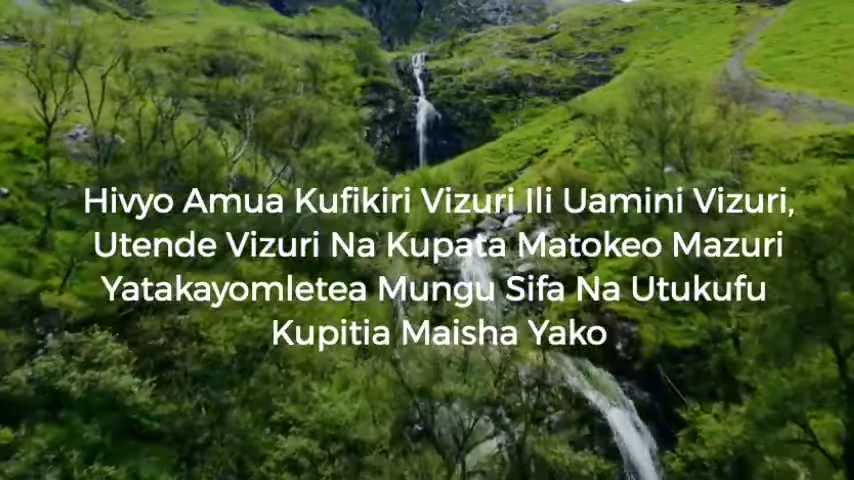 Hivyo Amua Kufikiri Vizuri Ili Uamini Vizuri,
Utende Vizuri Na Kupata Matokeo Mazuri
Yatakayomletea Mungu Sifa Na Utukufu
Kupitia Maisha Yako